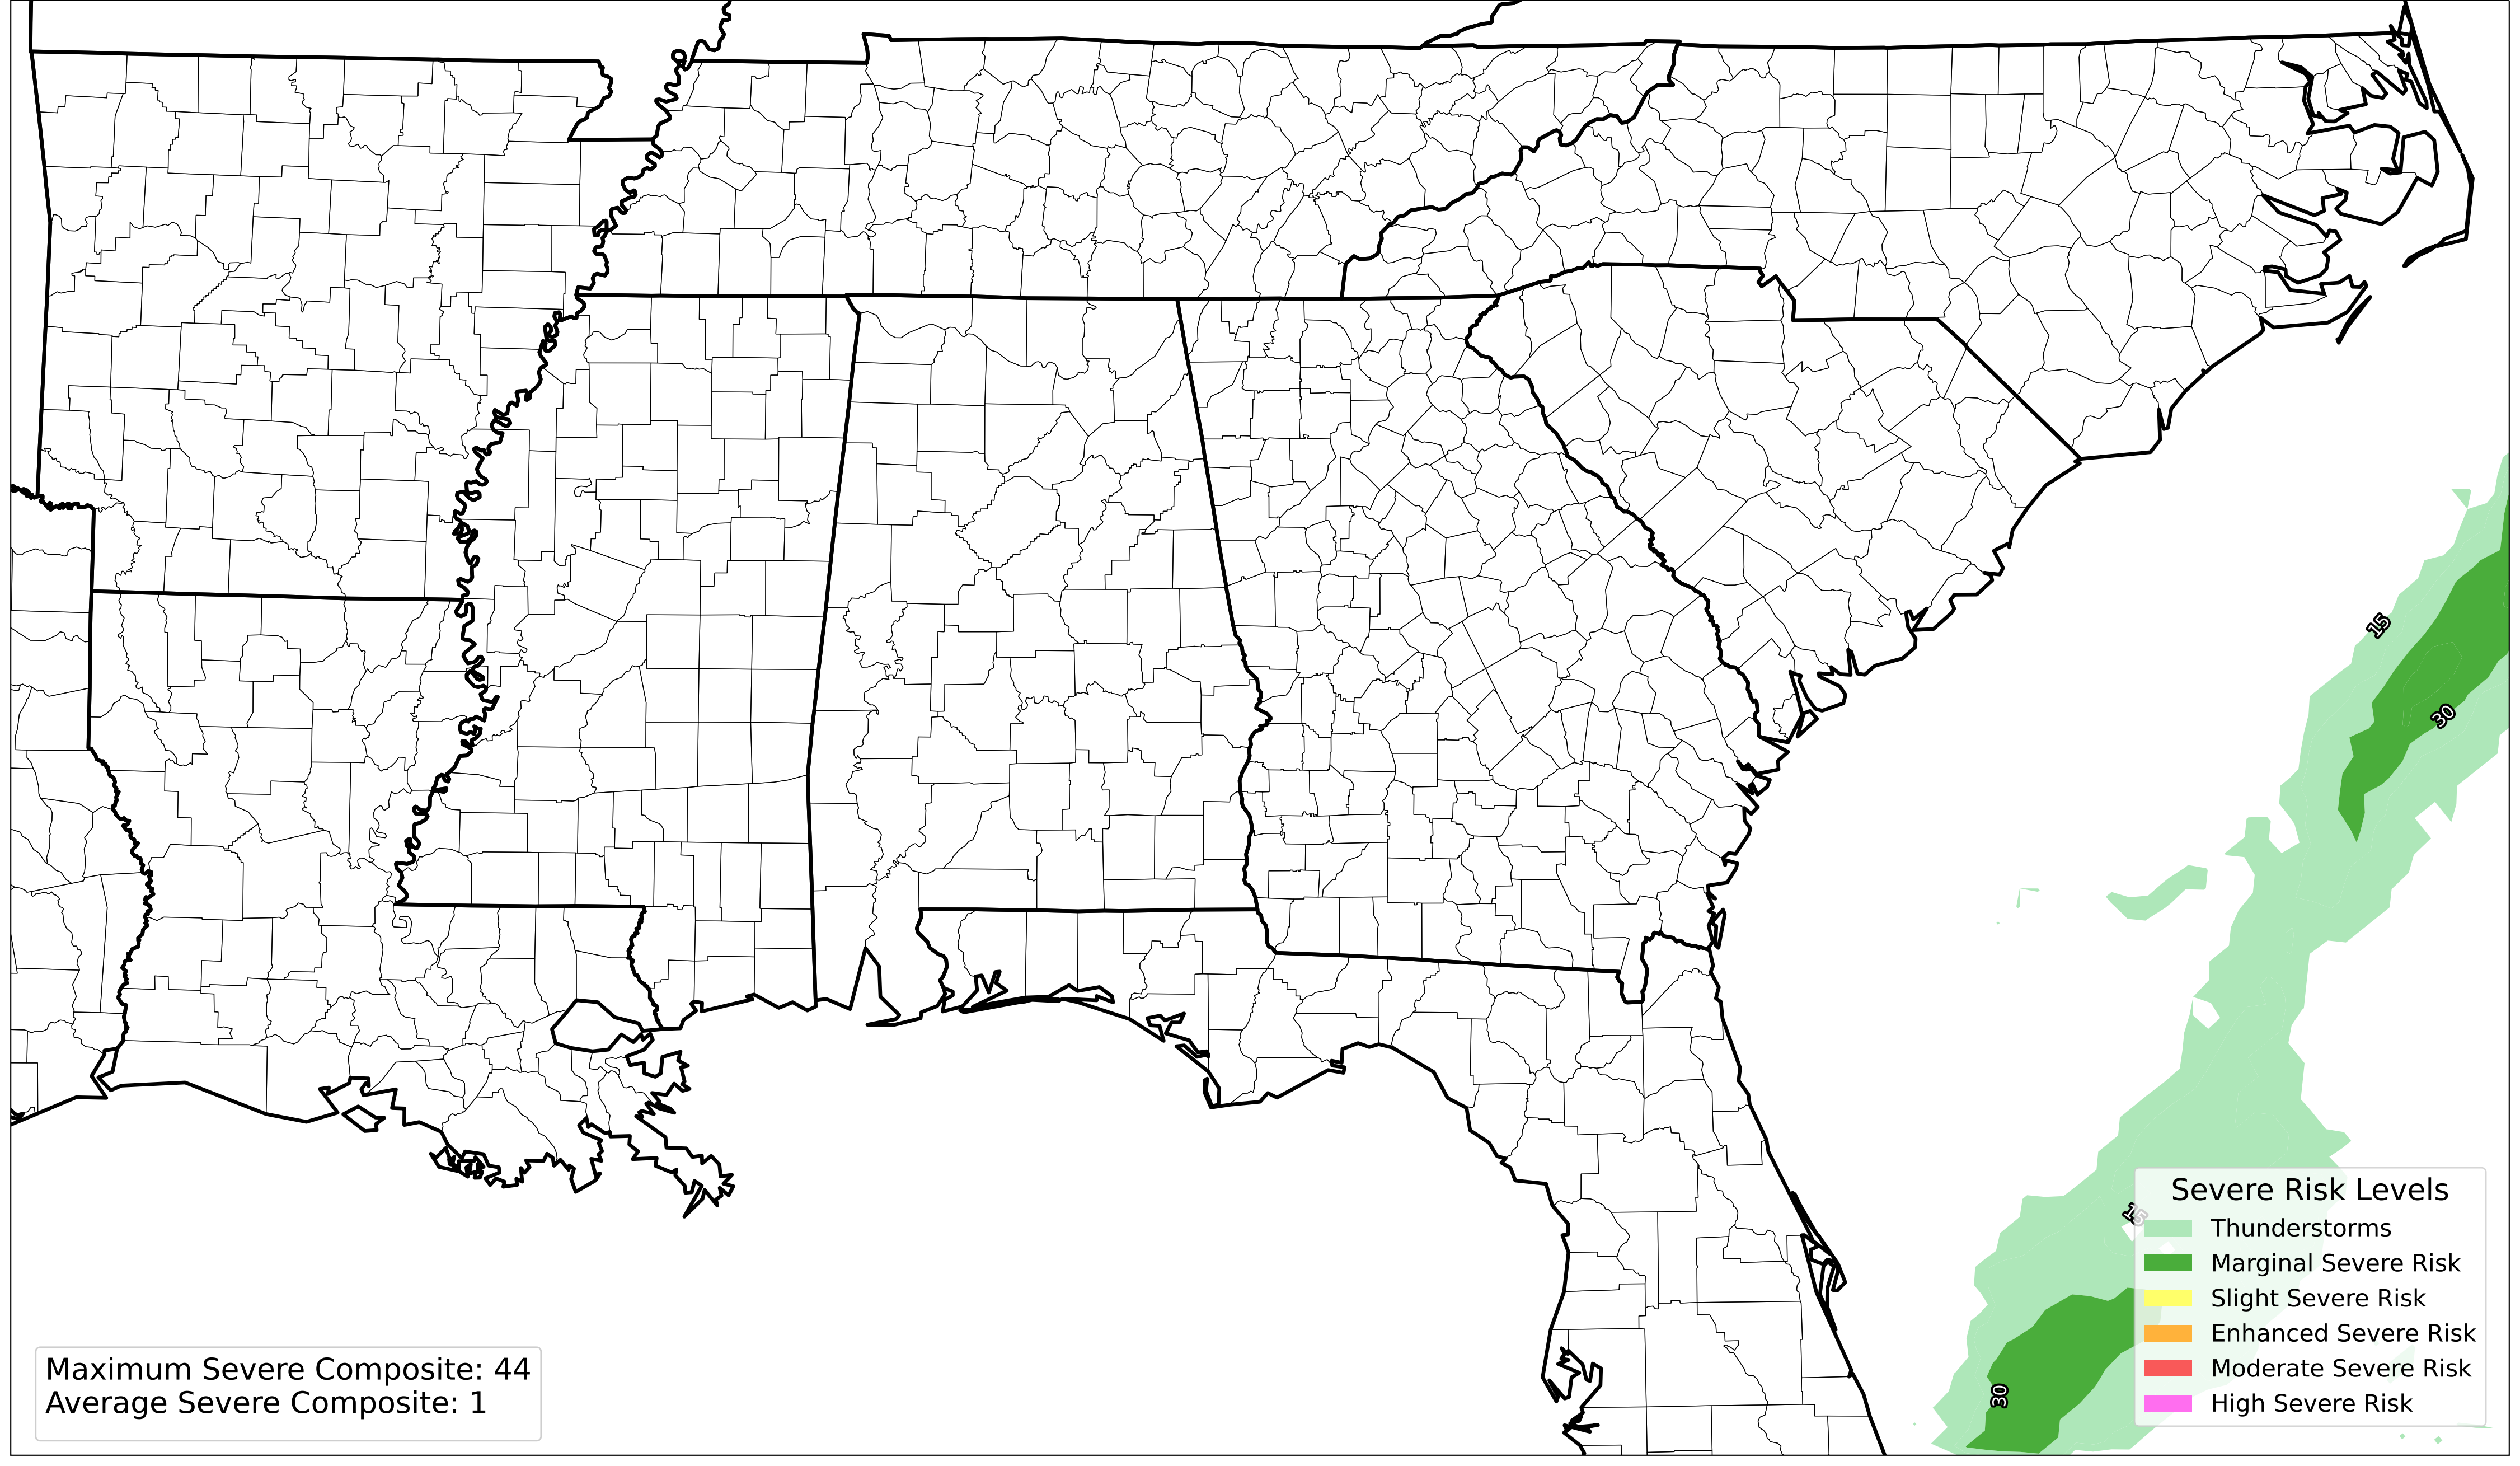 15
30
15
30
Severe Risk Levels
Thunderstorms
Marginal Severe Risk
Slight Severe Risk
Enhanced Severe Risk
Moderate Severe Risk
High Severe Risk
Maximum Severe Composite: 44
Average Severe Composite: 1